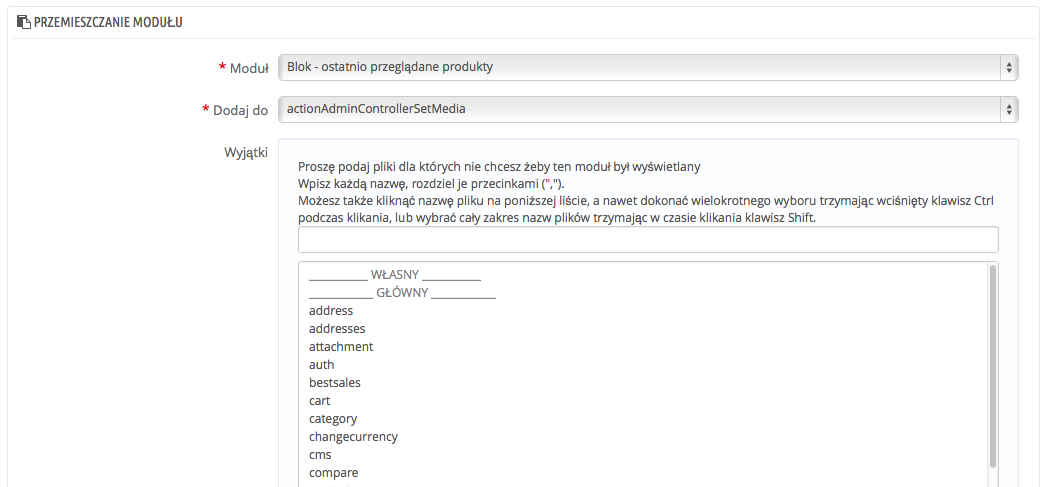 PRZEMIESZCZANIE MODUŁU
* Moduł
Blok - ostatnio przeglądane produkty
* Dodaj do
actionAdminControllerSetMedia
Wyjątki
Proszę podaj pliki dla których nie chcesz żeby ten moduł był wyświetlany
Wpisz każdą nazwę, rozdziel je przecinkami (",").
Możesz także kliknąć nazwę pliku na poniższej liście, a nawet dokonać wielokrotnego wyboru trzymając wciśnięty klawisz Ctrl
podczas klikania, lub wybrać cały zakres nazw plików trzymając w czasie klikania klawisz Shift.
___________ WŁASNY ___________
____________ GŁÓWNY ____________
address
addresses
attachment
auth
bestsales
cart
category
changecurrency
cms
compare